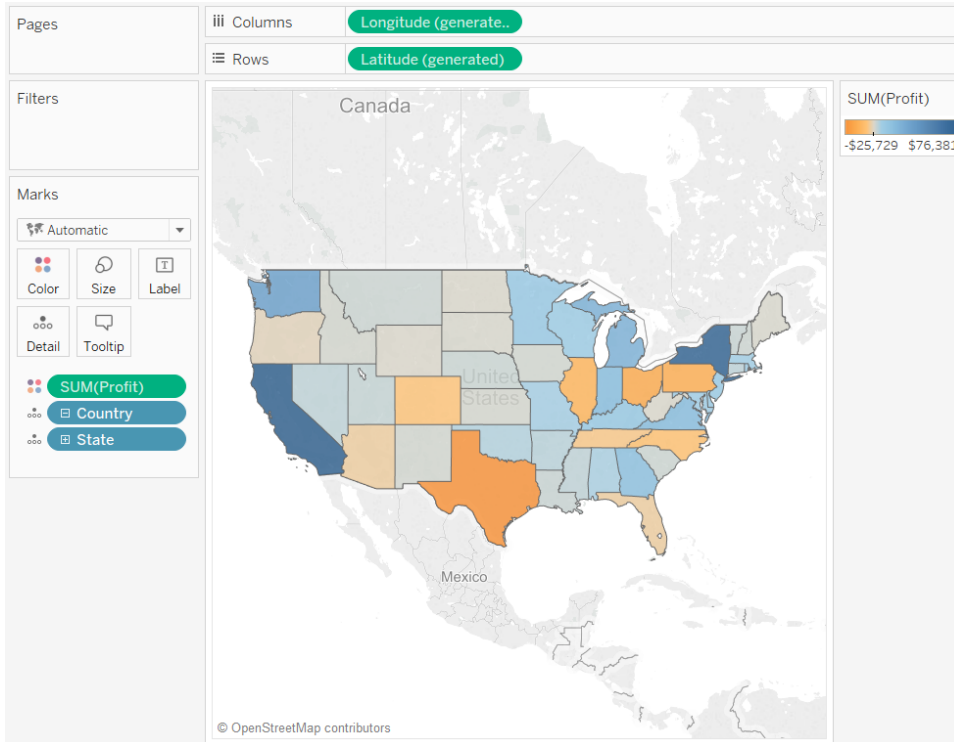 Pages
iii Columns
Longitude (generate..
Rows
Latitude (generated)
Filters
Marks
Automatic
Color
Size
T
Label
Detail
Tooltip
SUM(Profit)
Country
State
Canada
United
States
Mexico
© OpenStreetMap contributors
SUM(Profit)
-$25,729 $76,381